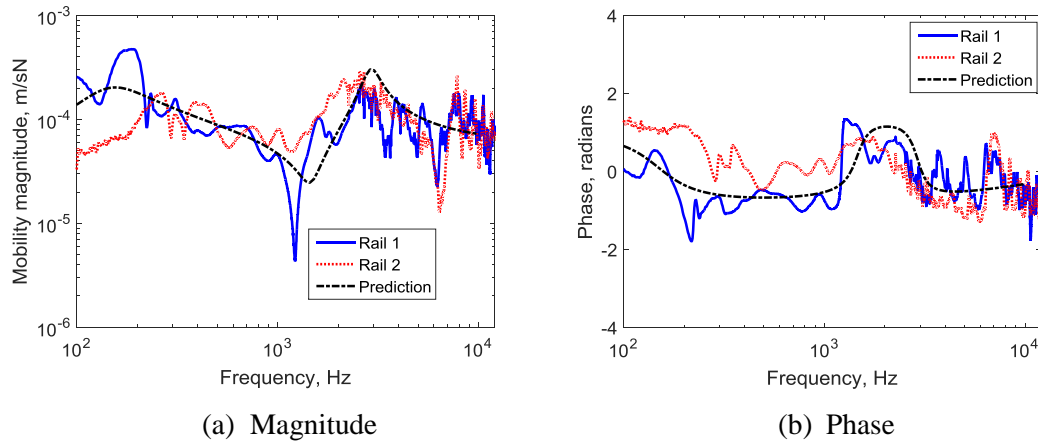 Mobility magnitude, m/sN
10^-3
10^-4
10^-5
10^-6
Rail 1
Rail 2
Prediction
10^2
10^3
10^4
Frequency, Hz
(a) Magnitude
Phase, radians
4
2
0
-2
-4
Rail 1
Rail 2
Prediction
10^2
10^3
10^4
Frequency, Hz
(b) Phase